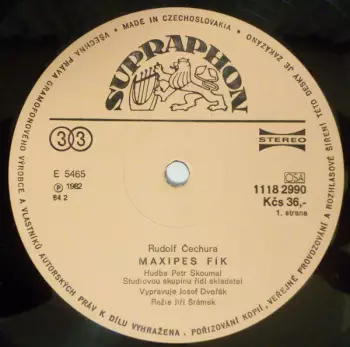 • MADE IN CZECHOSLOVAKIA • VŠECHNA PRÁVA GRAMOFONOVÉHO VÝROBCE A VLASTNÍKŮ AUTORSKÝCH PRÁV K DÍLU VYHRAŽENA. • POŘIZOVÁNÍ KOPIÍ, VEŘEJNÉ PROVOZOVÁNÍ A ROZHLASOVÉ ŠÍŘENÍ TÉTO DESKY JE ZAKÁZÁNO
SUPRAPHON
33
STEREO
E 5465
℗ 1982
64 2
OSA
1118 2990
Kčs 36,-
1. strana
Rudolf Čechura
MAXIPES FÍK
Hudba Petr Skoumal
Studiovou skupinu řídí skladatel
Vypravuje Josef Dvořák
Režie Jiří Šrámek